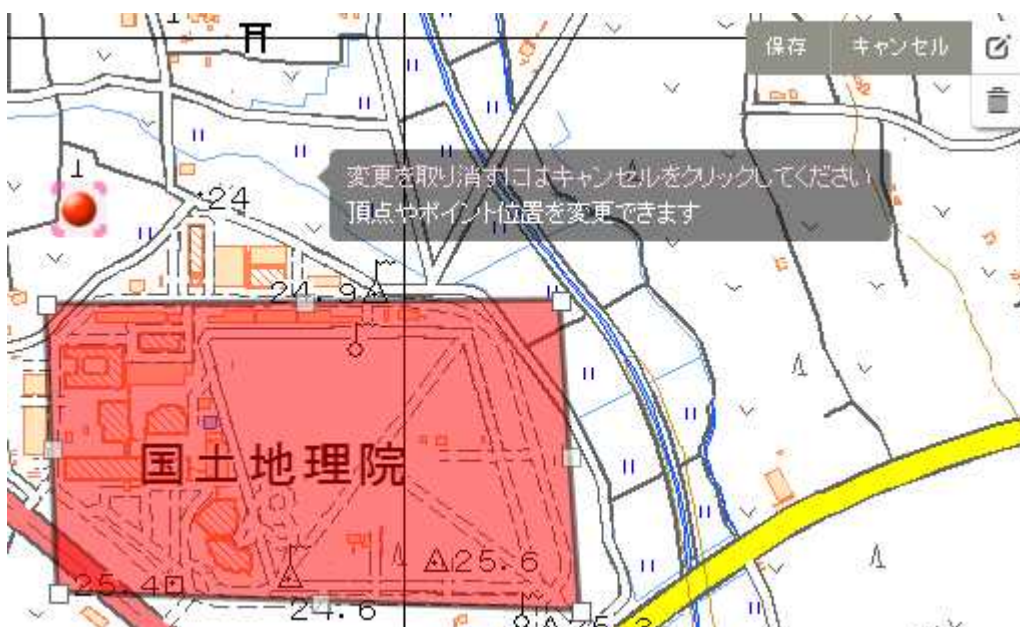 保存 キャンセル
変更を取り消すにはキャンセルをクリックしてください
頂点やポイント位置を変更できます
24
24.9
国土地理院
25.6
25.4
24.6